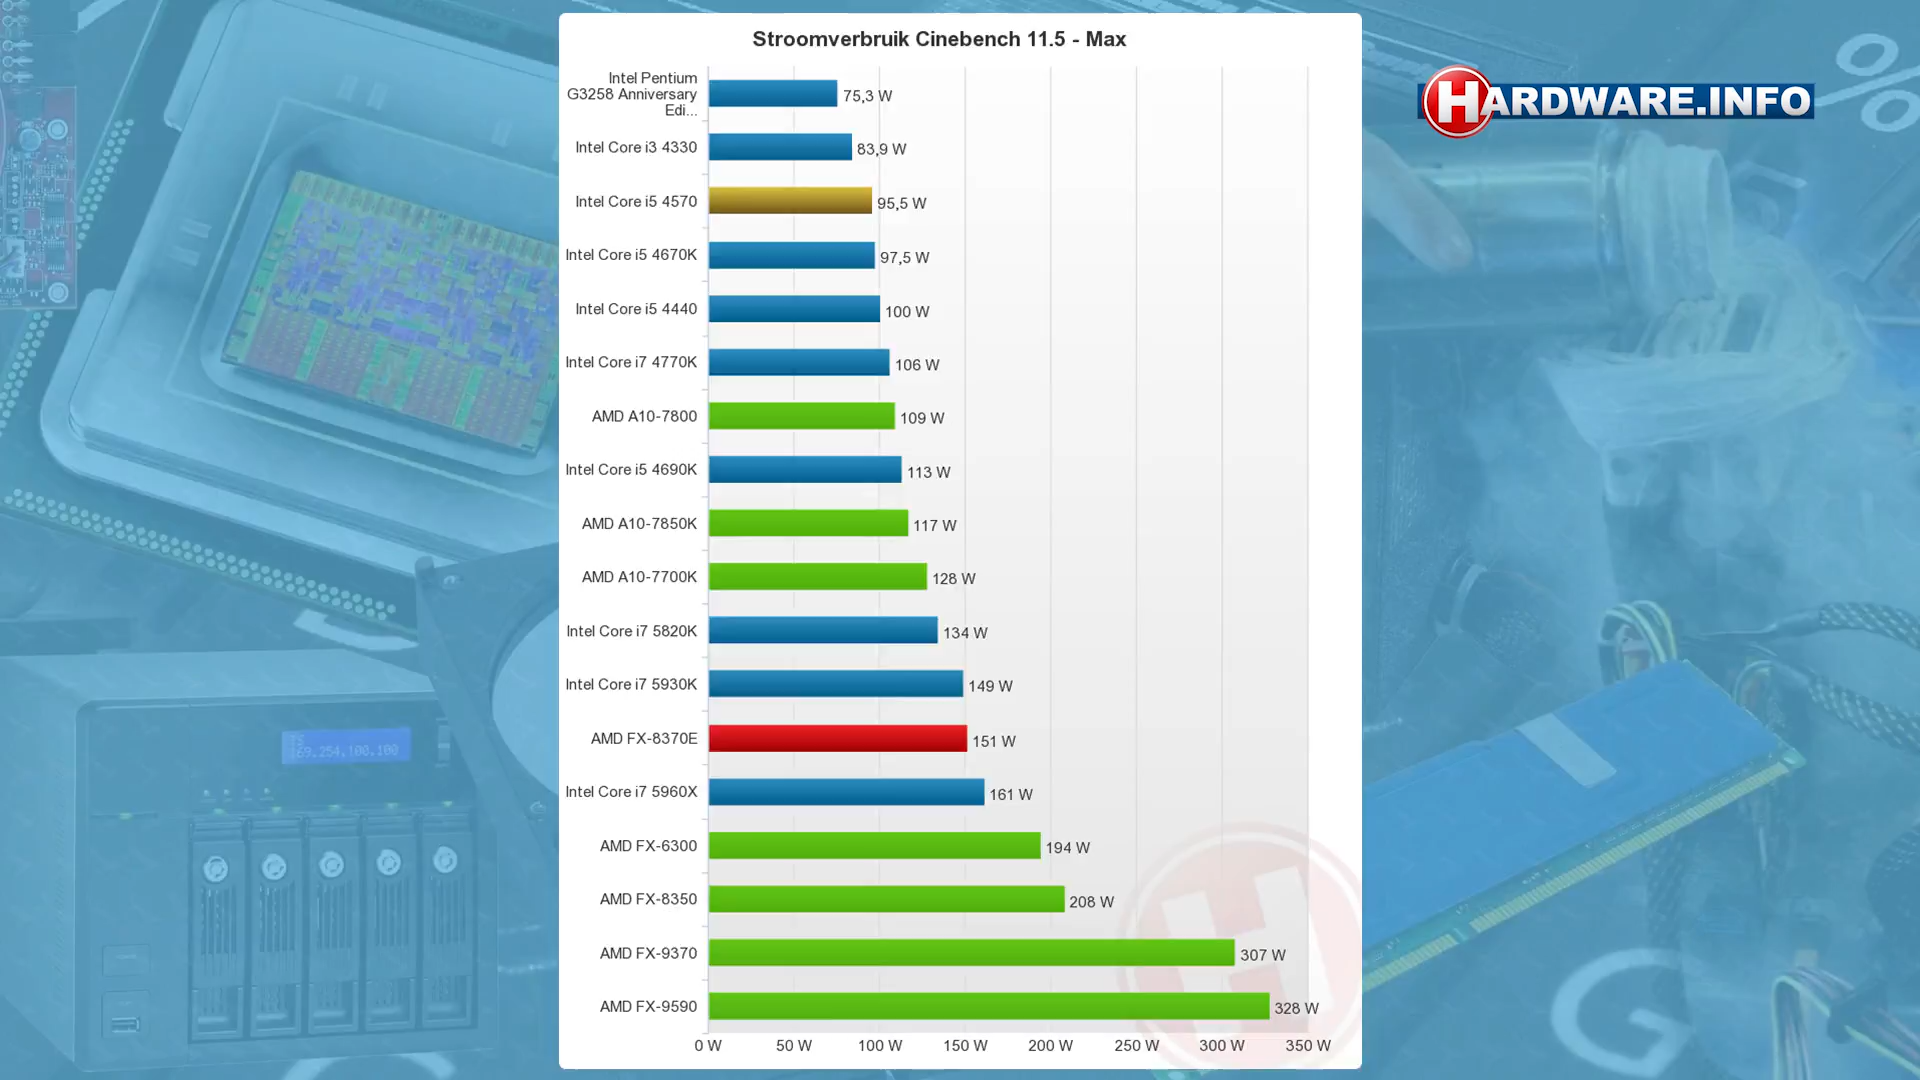 Stroomverbruik Cinebench 11.5 - Max
Intel Pentium
G3258 Anniversary
Edi...
75,3 W
Intel Core i3 4330
83,9 W
Intel Core i5 4570
95,5 W
Intel Core i5 4670K
97,5 W
Intel Core i5 4440
100 W
Intel Core i7 4770K
106 W
AMD A10-7800
109 W
Intel Core i5 4690K
113 W
AMD A10-7850K
117 W
AMD A10-7700K
128 W
Intel Core i7 5820K
134 W
Intel Core i7 5930K
149 W
AMD FX-8370E
151 W
Intel Core i7 5960X
161 W
AMD FX-6300
194 W
AMD FX-8350
208 W
AMD FX-9370
307 W
AMD FX-9590
328 W
0 W 50 W 100 W 150 W 200 W 250 W 300 W 350 W
HARDWARE.INFO
%
69.254.100.100
G
H